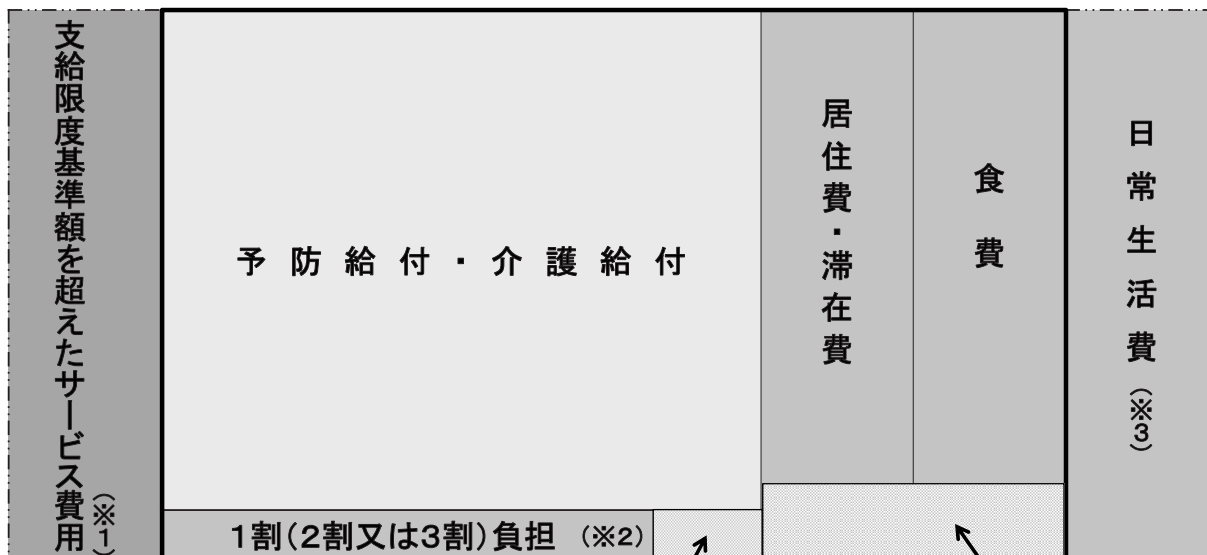 支給限度基準額を超えたサービス費用(※1)
予防給付・介護給付
1割(2割又は3割)負担 (※2)
居住費・滞在費
食費
日常生活費(※3)